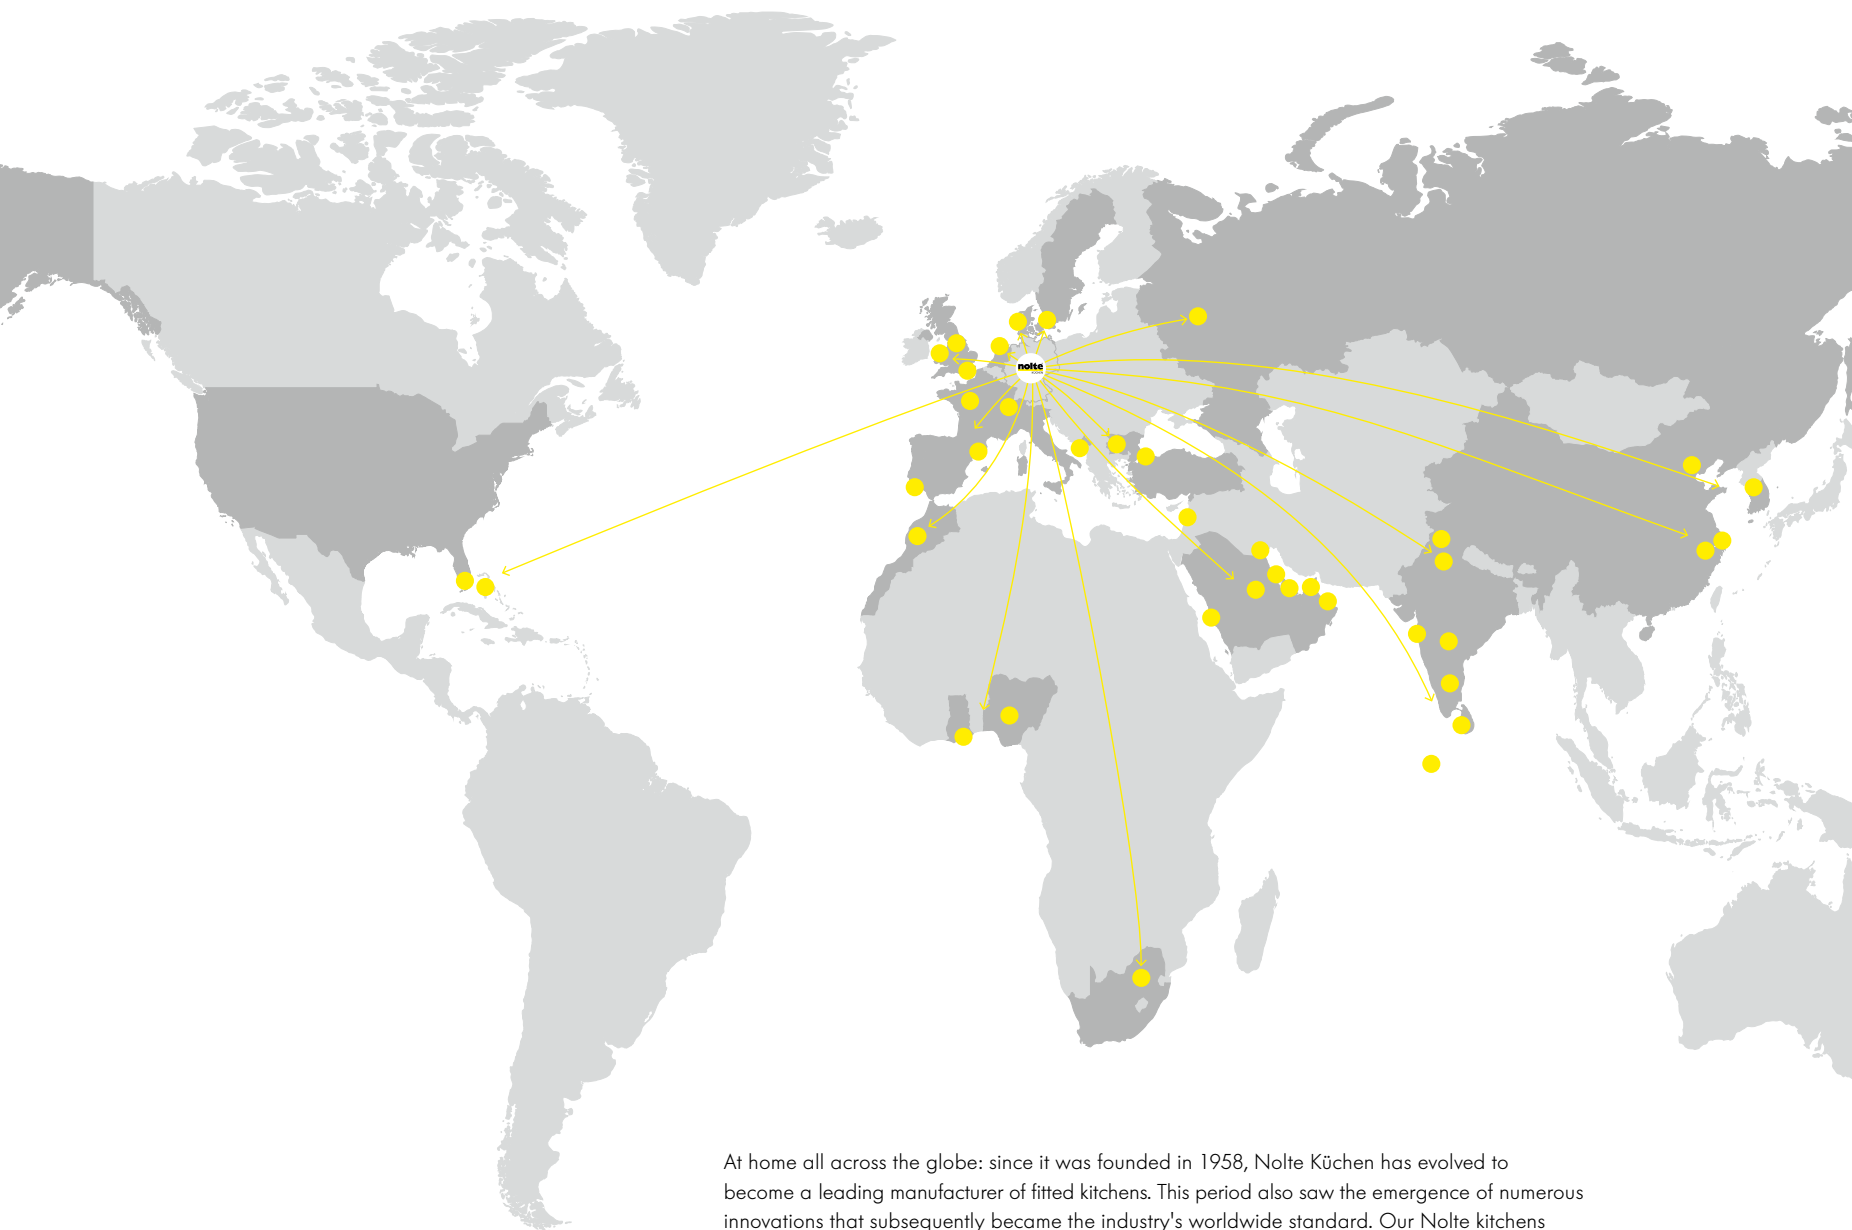 nolte
At home all across the globe: since it was founded in 1958, Nolte Küchen has evolved to
become a leading manufacturer of fitted kitchens. This period also saw the emergence of numerous
innovations that subsequently became the industry's worldwide standard. Our Nolte kitchens